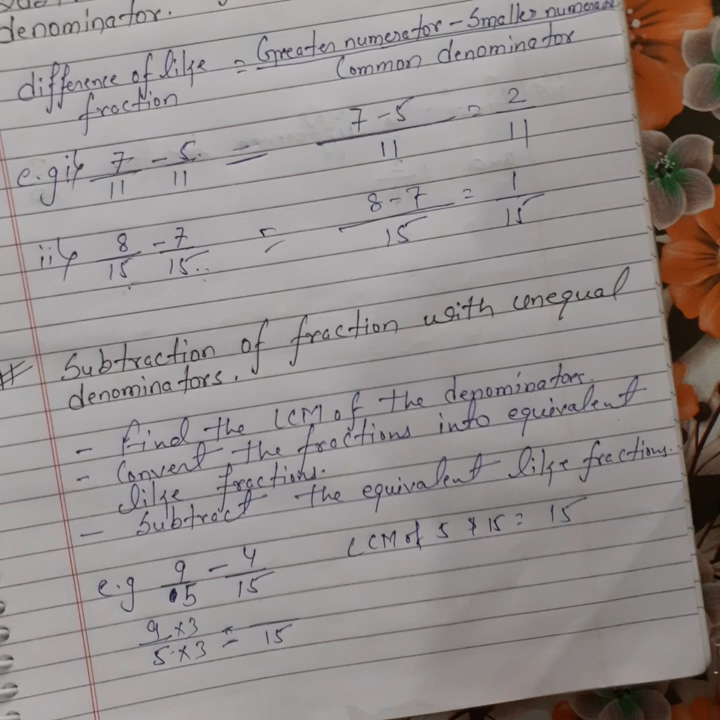 denominator.
difference of like fraction = Greater numerator - Smaller numerator / Common denominator
e.g i) 7/11 - 5/11 = 7-5/11 = 2/11
ii) 8/15 - 7/15 = 8-7/15 = 1/15
# Subtraction of fraction with unequal
denominators.
- Find the LCM of the denominators.
- Convert the fractions into equivalent
like fractions.
- Subtract the equivalent like fractions.
e.g 9/5 - 4/15 LCM of 5 & 15 = 15
9×3/5×3 = /15